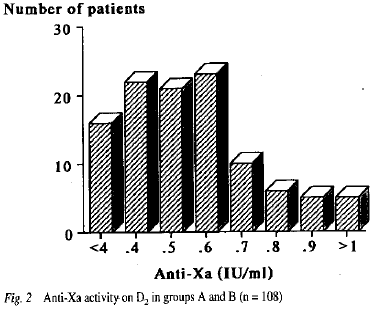 Number of patients
30
20
10
0
<4 .4 .5 .6 .7 .8 .9 >1
Anti-Xa (IU/ml)
Fig. 2 Anti-Xa activity on D2 in groups A and B (n = 108)